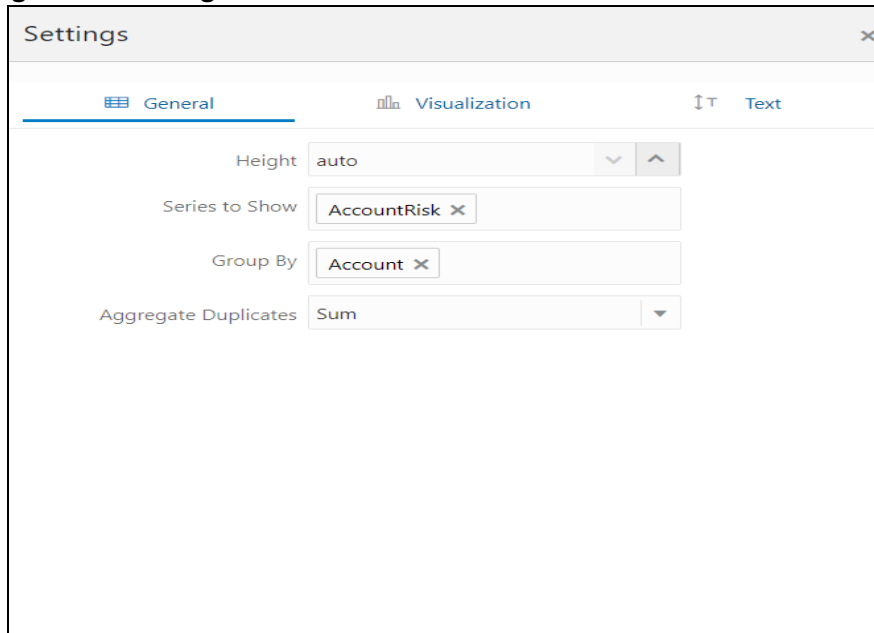 Settings
General Visualization Text
Height auto
Series to Show AccountRisk
Group By Account
Aggregate Duplicates Sum